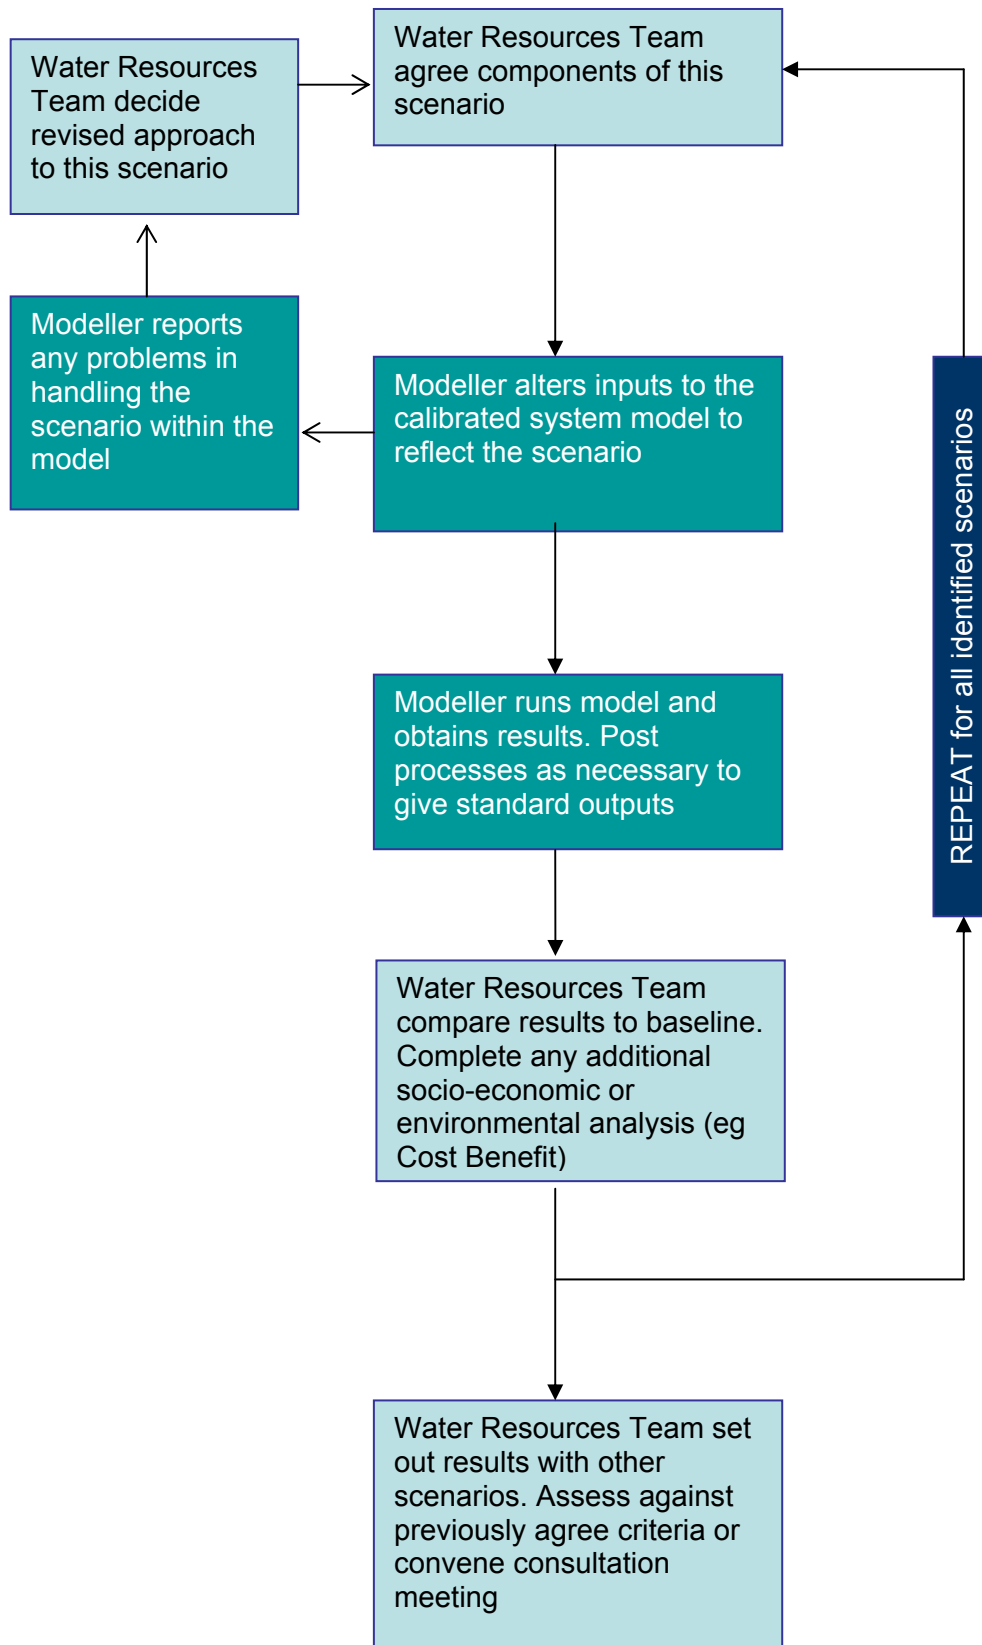 Water Resources Team
agree components of this
scenario
Water Resources
Team decide
revised approach
to this scenario
Modeller reports
any problems in
handling the
scenario within the
model
Modeller alters inputs to the
calibrated system model to
reflect the scenario
REPEAT for all identified scenarios
Modeller runs model and
obtains results. Post
processes as necessary to
give standard outputs
Water Resources Team
compare results to baseline.
Complete any additional
socio-economic or
environmental analysis (eg
Cost Benefit)
Water Resources Team set
out results with other
scenarios. Assess against
previously agree criteria or
convene consultation
meeting